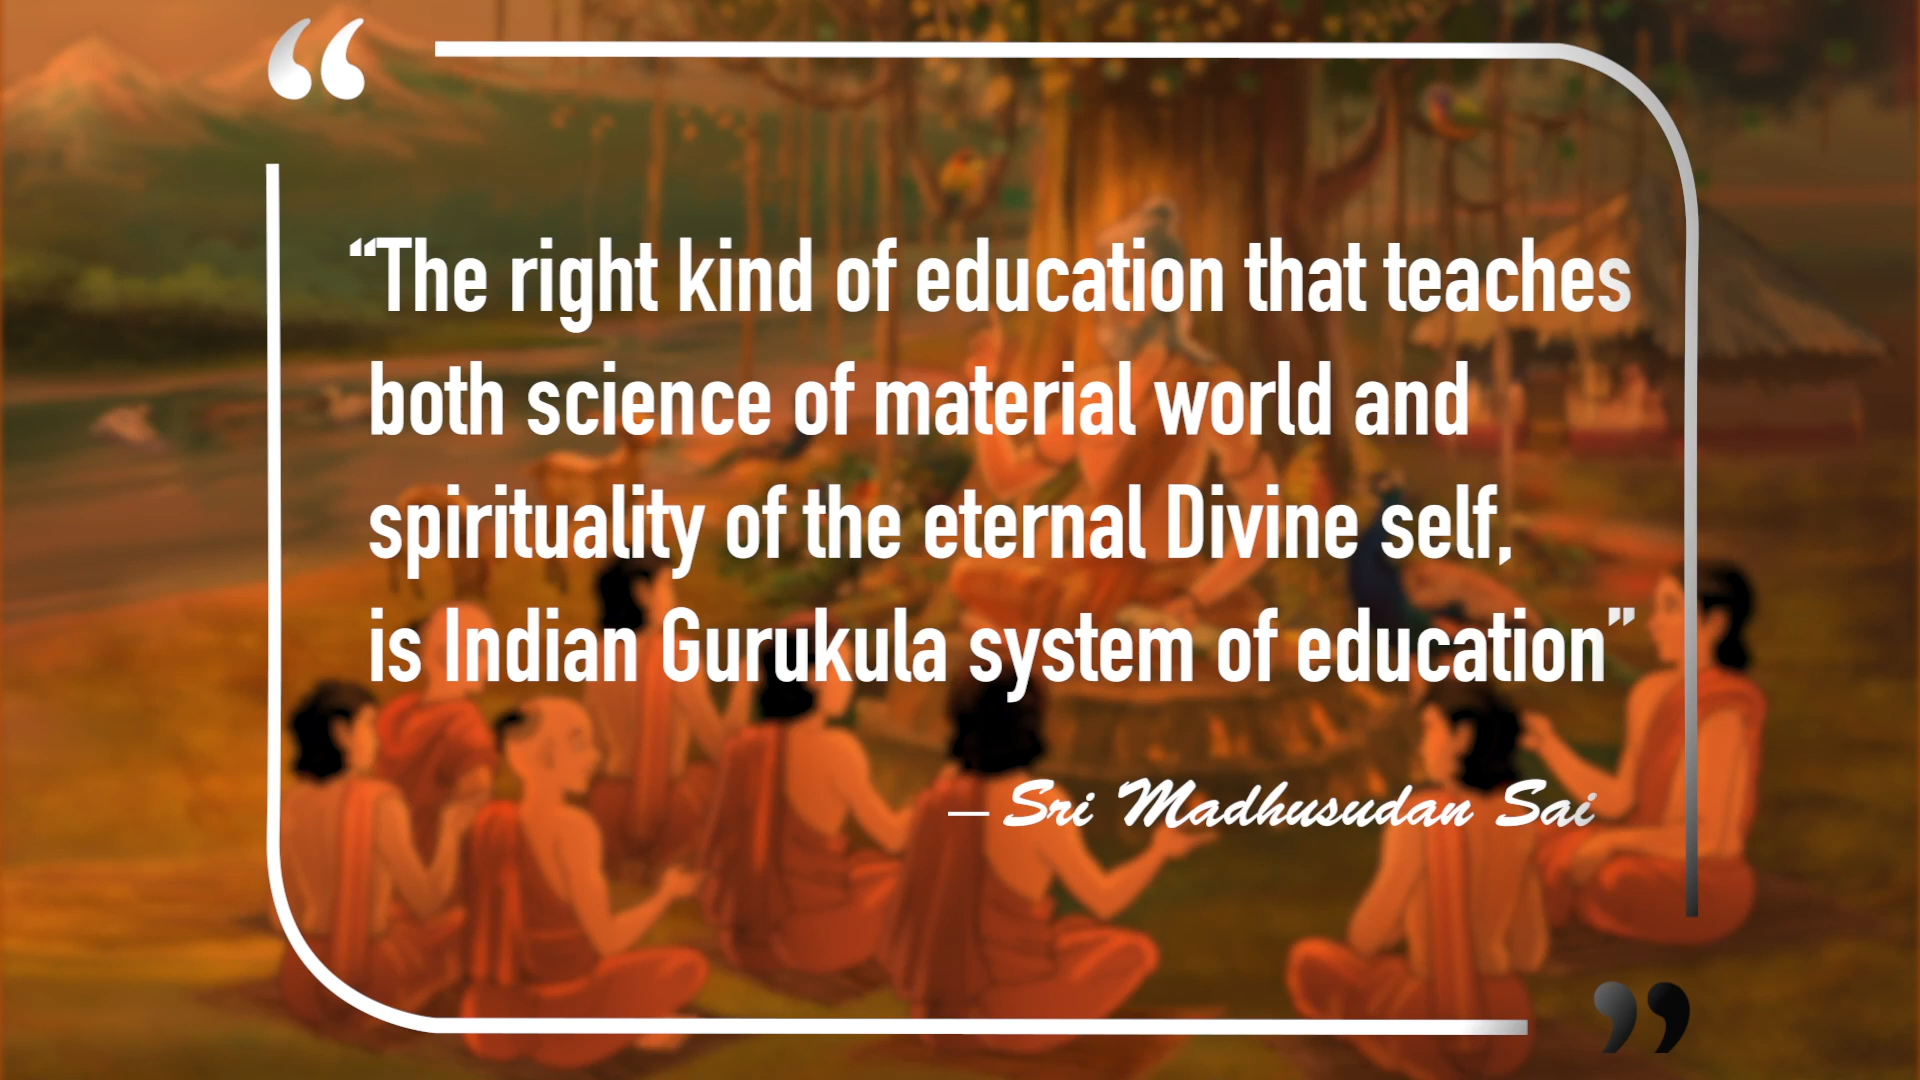 “The right kind of education that teaches
both science of material world and
spirituality of the eternal Divine self,
is Indian Gurukula system of education”
— Sri Madhusudan Sai